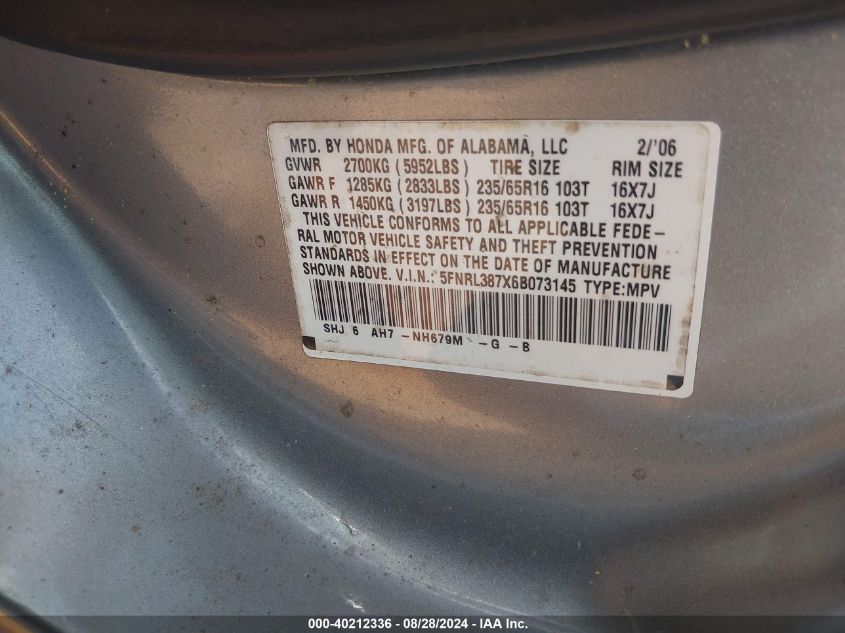 MFD. BY HONDA MFG. OF ALABAMA, LLC 2/'06
GVWR 2700KG (5952LBS) TIRE SIZE RIM SIZE
GAWR F 1285KG (2833LBS) 235/65R16 103T 16X7J
GAWR R 1450KG (3197LBS) 235/65R16 103T 16X7J
THIS VEHICLE CONFORMS TO ALL APPLICABLE FEDE-
RAL MOTOR VEHICLE SAFETY AND THEFT PREVENTION
STANDARDS IN EFFECT ON THE DATE OF MANUFACTURE
SHOWN ABOVE. V.I.N.: 5FNRL387X6B073145 TYPE:MPV
SHJ 6 AH7 -NH679M -G -B
000-40212336 - 08/28/2024 - IAA Inc.